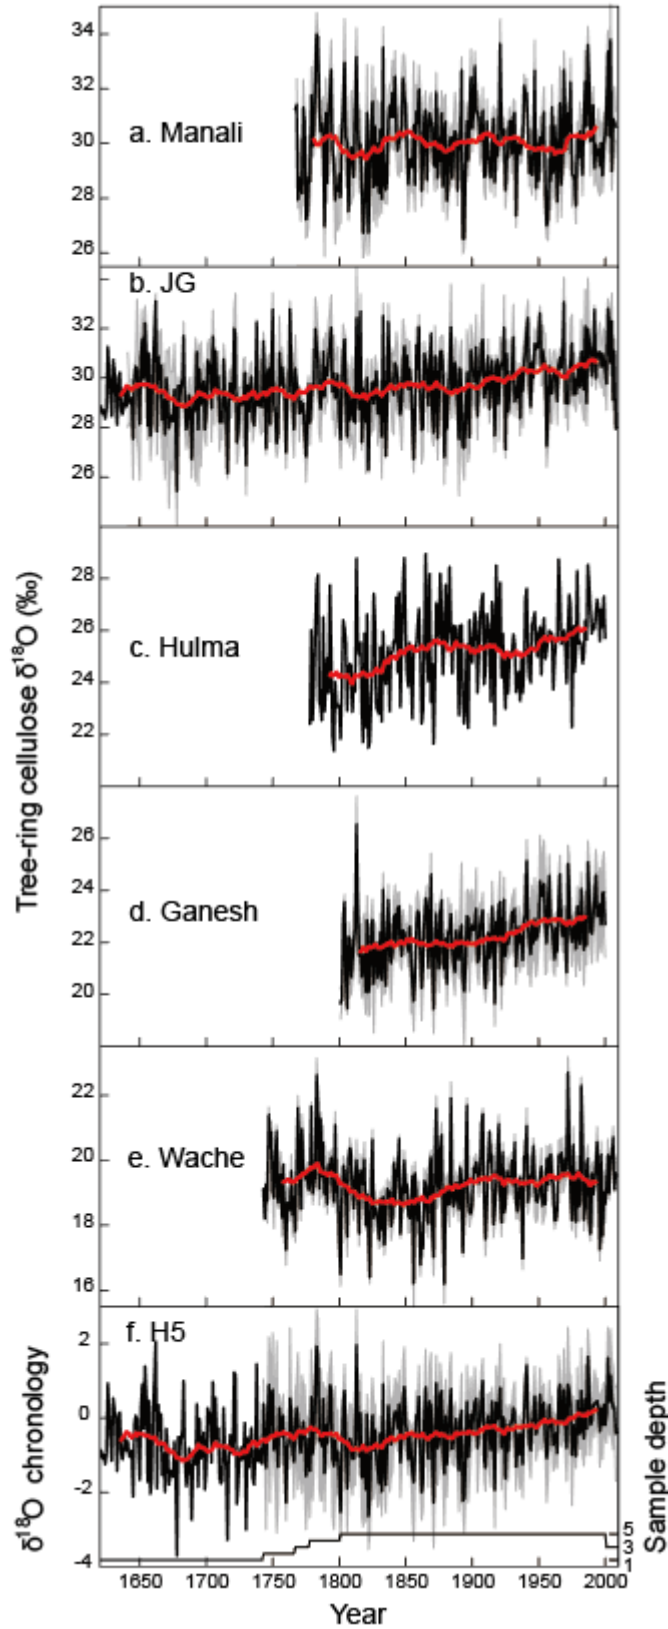 34
32
30
28
26
a. Manali
b. JG
32
30
28
26
c. Hulma
28
26
24
22
d. Ganesh
26
24
22
20
e. Wache
22
20
18
16
f. H5
2
0
-2
-4
5
3
1
1650 1700 1750 1800 1850 1900 1950 2000
Year
Tree-ring cellulose δ¹⁸O (‰)
δ¹⁸O chronology
Sample depth